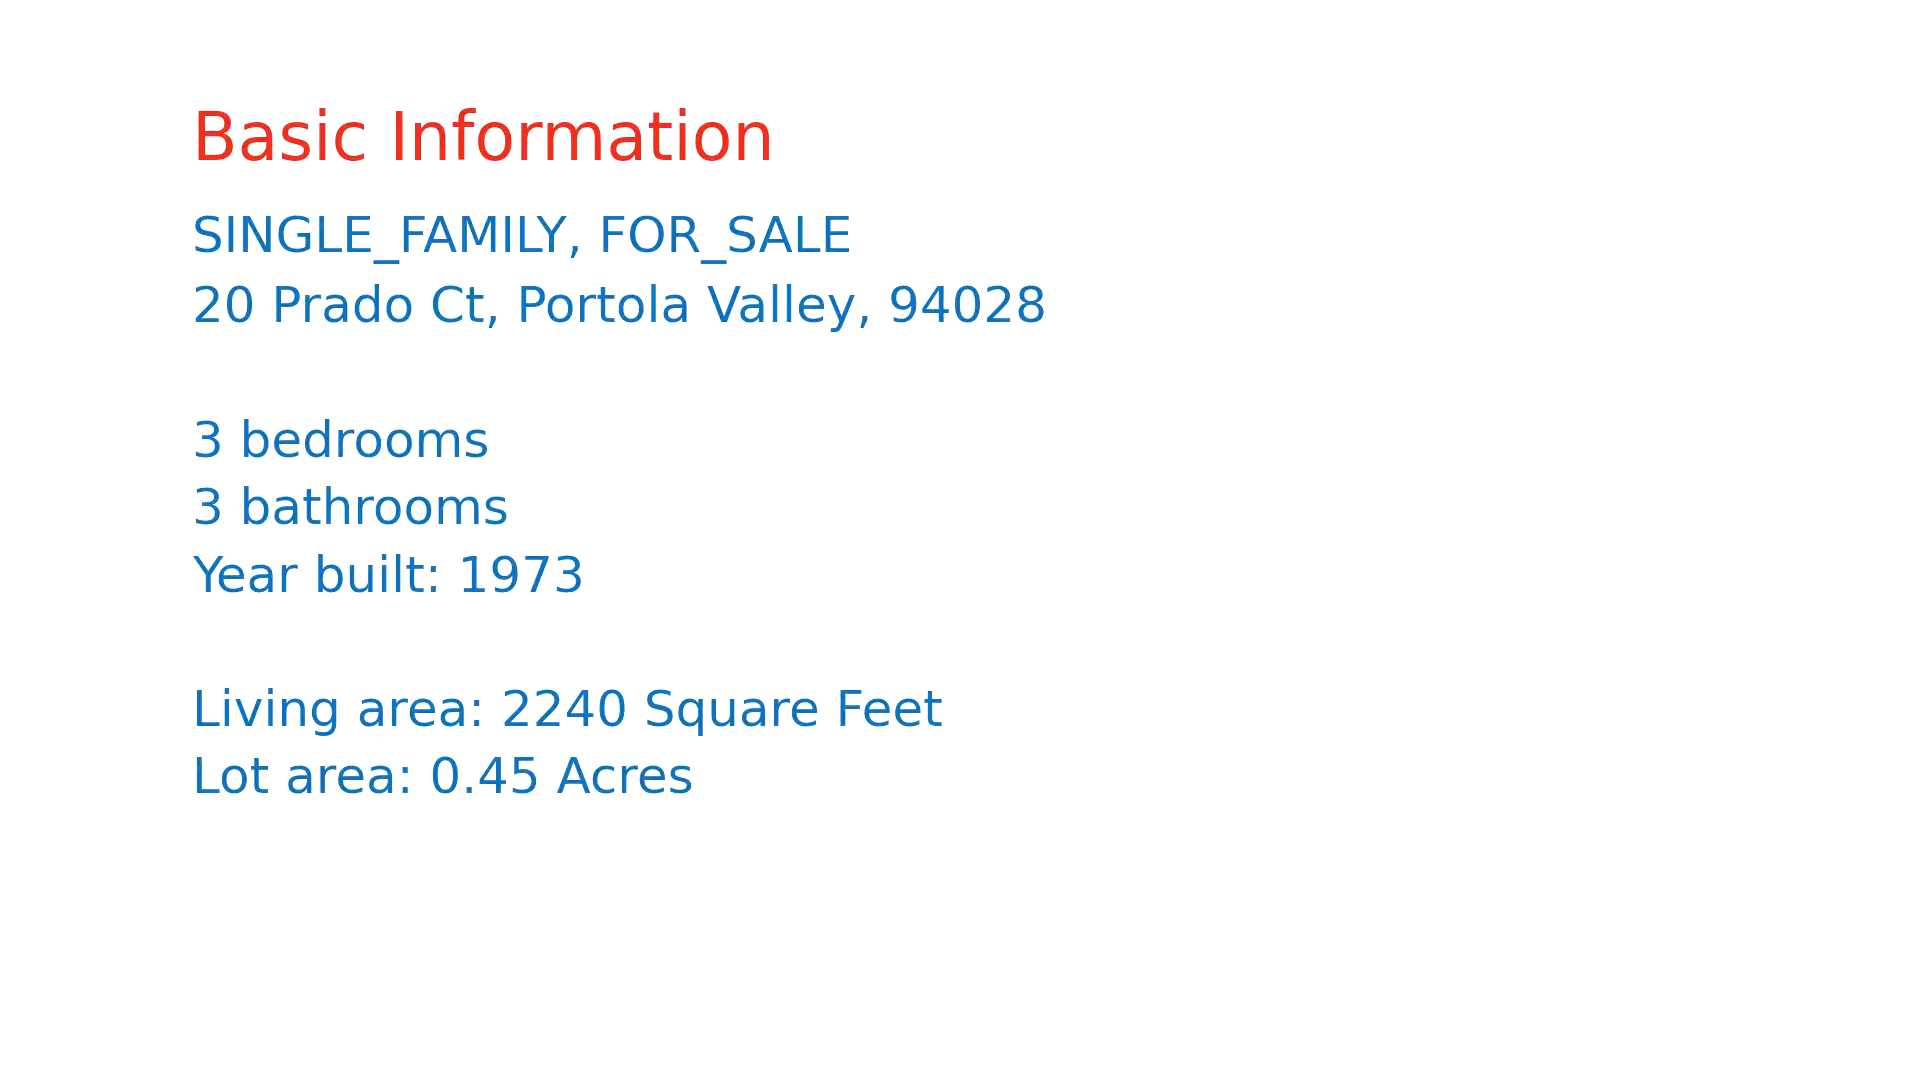 Basic Information
SINGLE_FAMILY, FOR_SALE
20 Prado Ct, Portola Valley, 94028
3 bedrooms
3 bathrooms
Year built: 1973
Living area: 2240 Square Feet
Lot area: 0.45 Acres